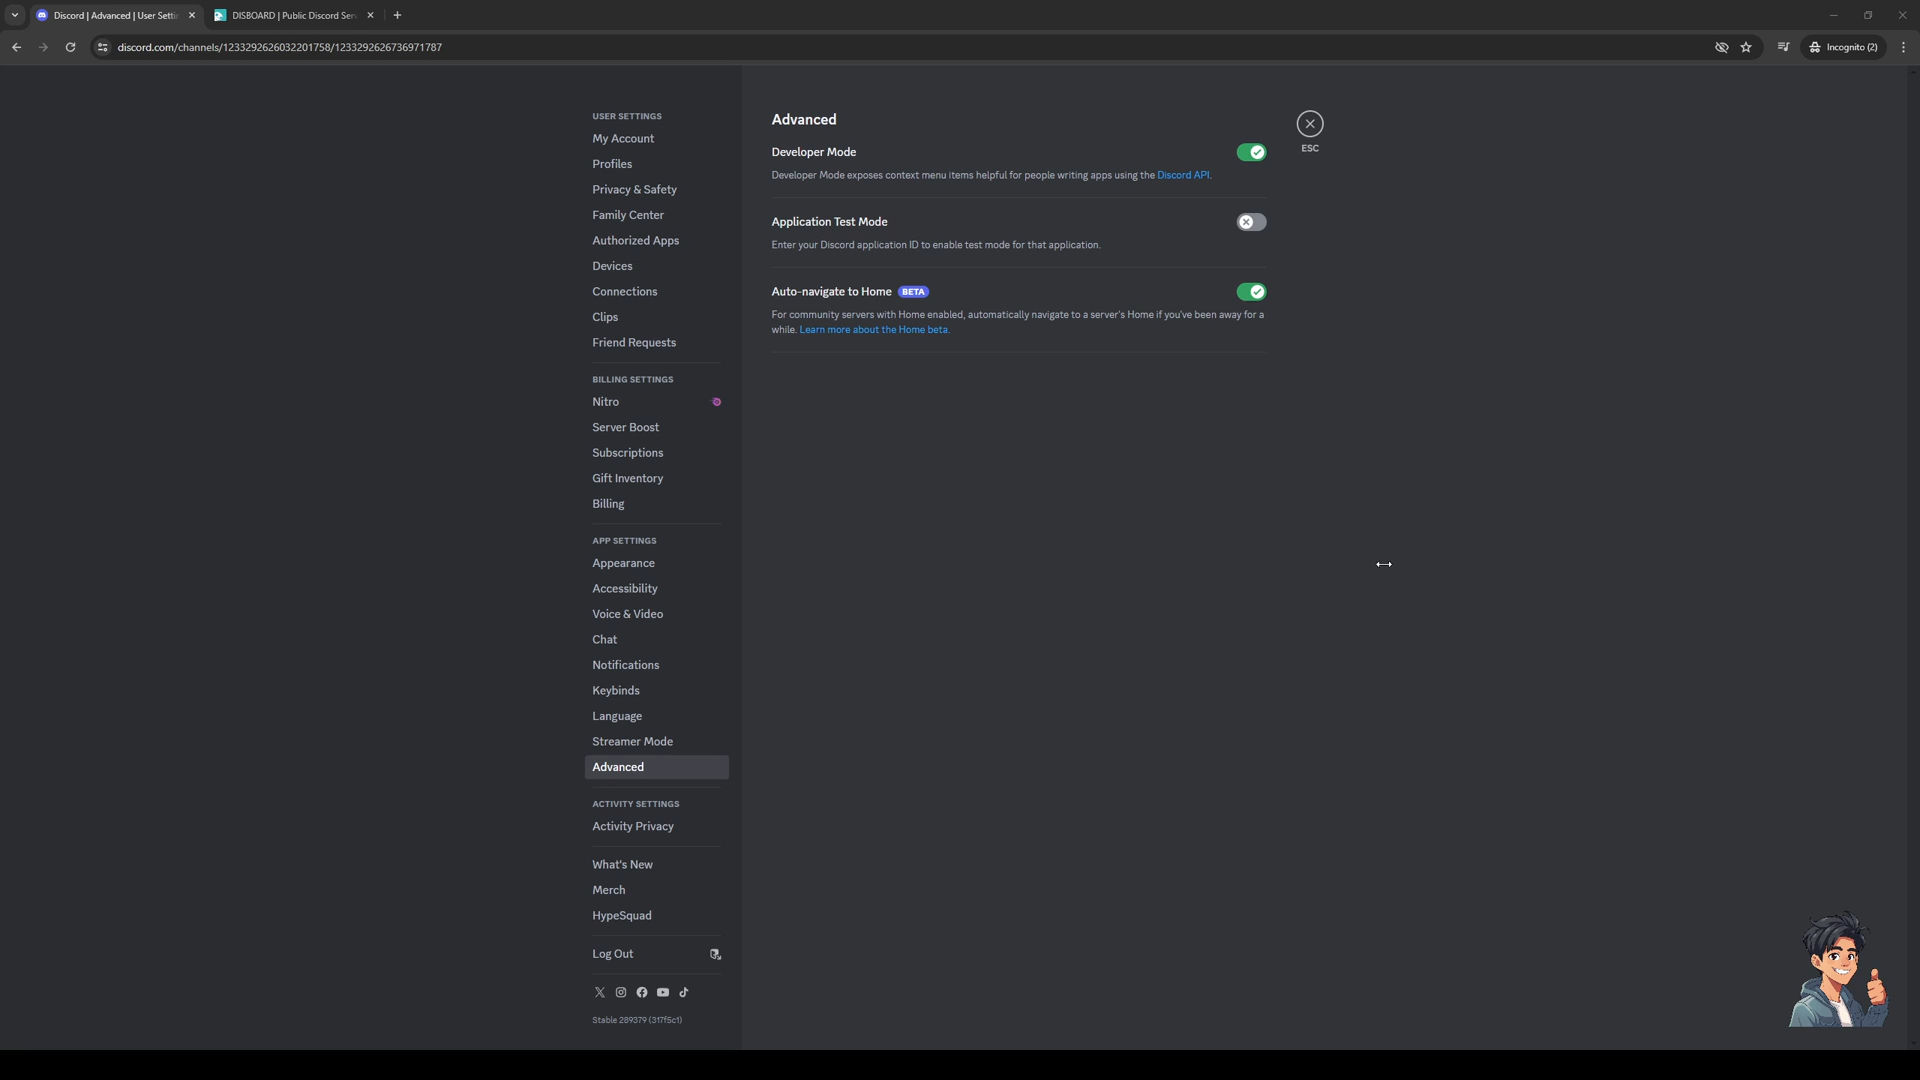 Discord | Advanced | User Setti
DISBOARD | Public Discord Ser
discord.com/channels/1233292626032201758/1233292626736971787
Incognito (2)
USER SETTINGS
My Account
Profiles
Privacy & Safety
Family Center
Authorized Apps
Devices
Connections
Clips
Friend Requests
BILLING SETTINGS
Nitro
Server Boost
Subscriptions
Gift Inventory
Billing
APP SETTINGS
Appearance
Accessibility
Voice & Video
Chat
Notifications
Keybinds
Language
Streamer Mode
Advanced
ACTIVITY SETTINGS
Activity Privacy
What's New
Merch
HypeSquad
Log Out
Stable 289379 (317f5c1)
Advanced
Developer Mode
Developer Mode exposes context menu items helpful for people writing apps using the Discord API.
Application Test Mode
Enter your Discord application ID to enable test mode for that application.
Auto-navigate to Home BETA
For community servers with Home enabled, automatically navigate to a server's Home if you've been away for a
while. Learn more about the Home beta.
ESC